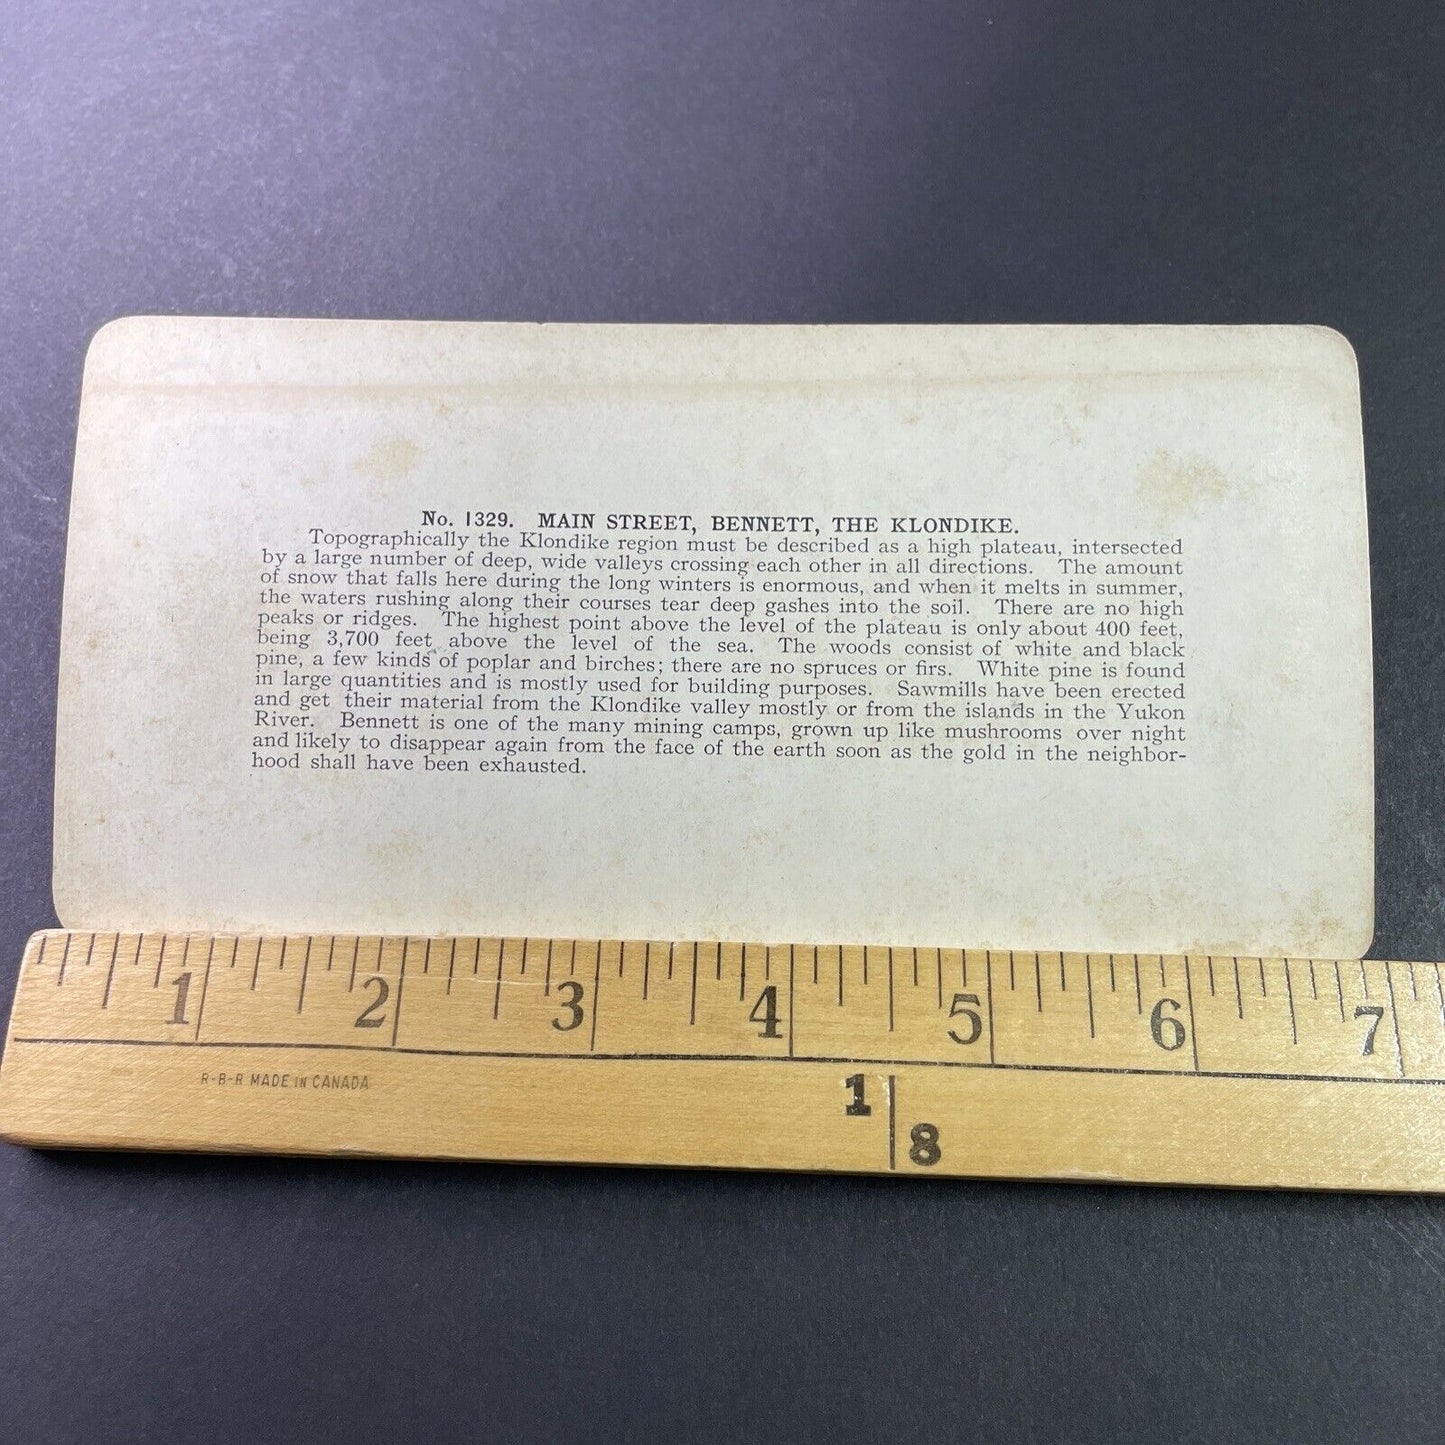 No. 1329. MAIN STREET, BENNETT, THE KLONDIKE.
Topographically the Klondike region must be described as a high plateau, intersected
by a large number of deep, wide valleys crossing each other in all directions. The amount
of snow that falls here during the long winters is enormous, and when it melts in summer,
the waters rushing along their courses tear deep gashes into the soil. There are no high
peaks or ridges. The highest point above the level of the plateau is only about 400 feet,
being 3,700 feet above the level of the sea. The woods consist of white and black
pine, a few kinds of poplar and birches; there are no spruces or firs. White pine is found
in large quantities and is mostly used for building purposes. Sawmills have been erected
and get their material from the Klondike valley mostly or from the islands in the Yukon
River. Bennett is one of the many mining camps, grown up like mushrooms over night
and likely to disappear again from the face of the earth soon as the gold in the neighbor-
hood shall have been exhausted.
1 2 3 4 5 6 7
R-B-R MADE IN CANADA
1
8